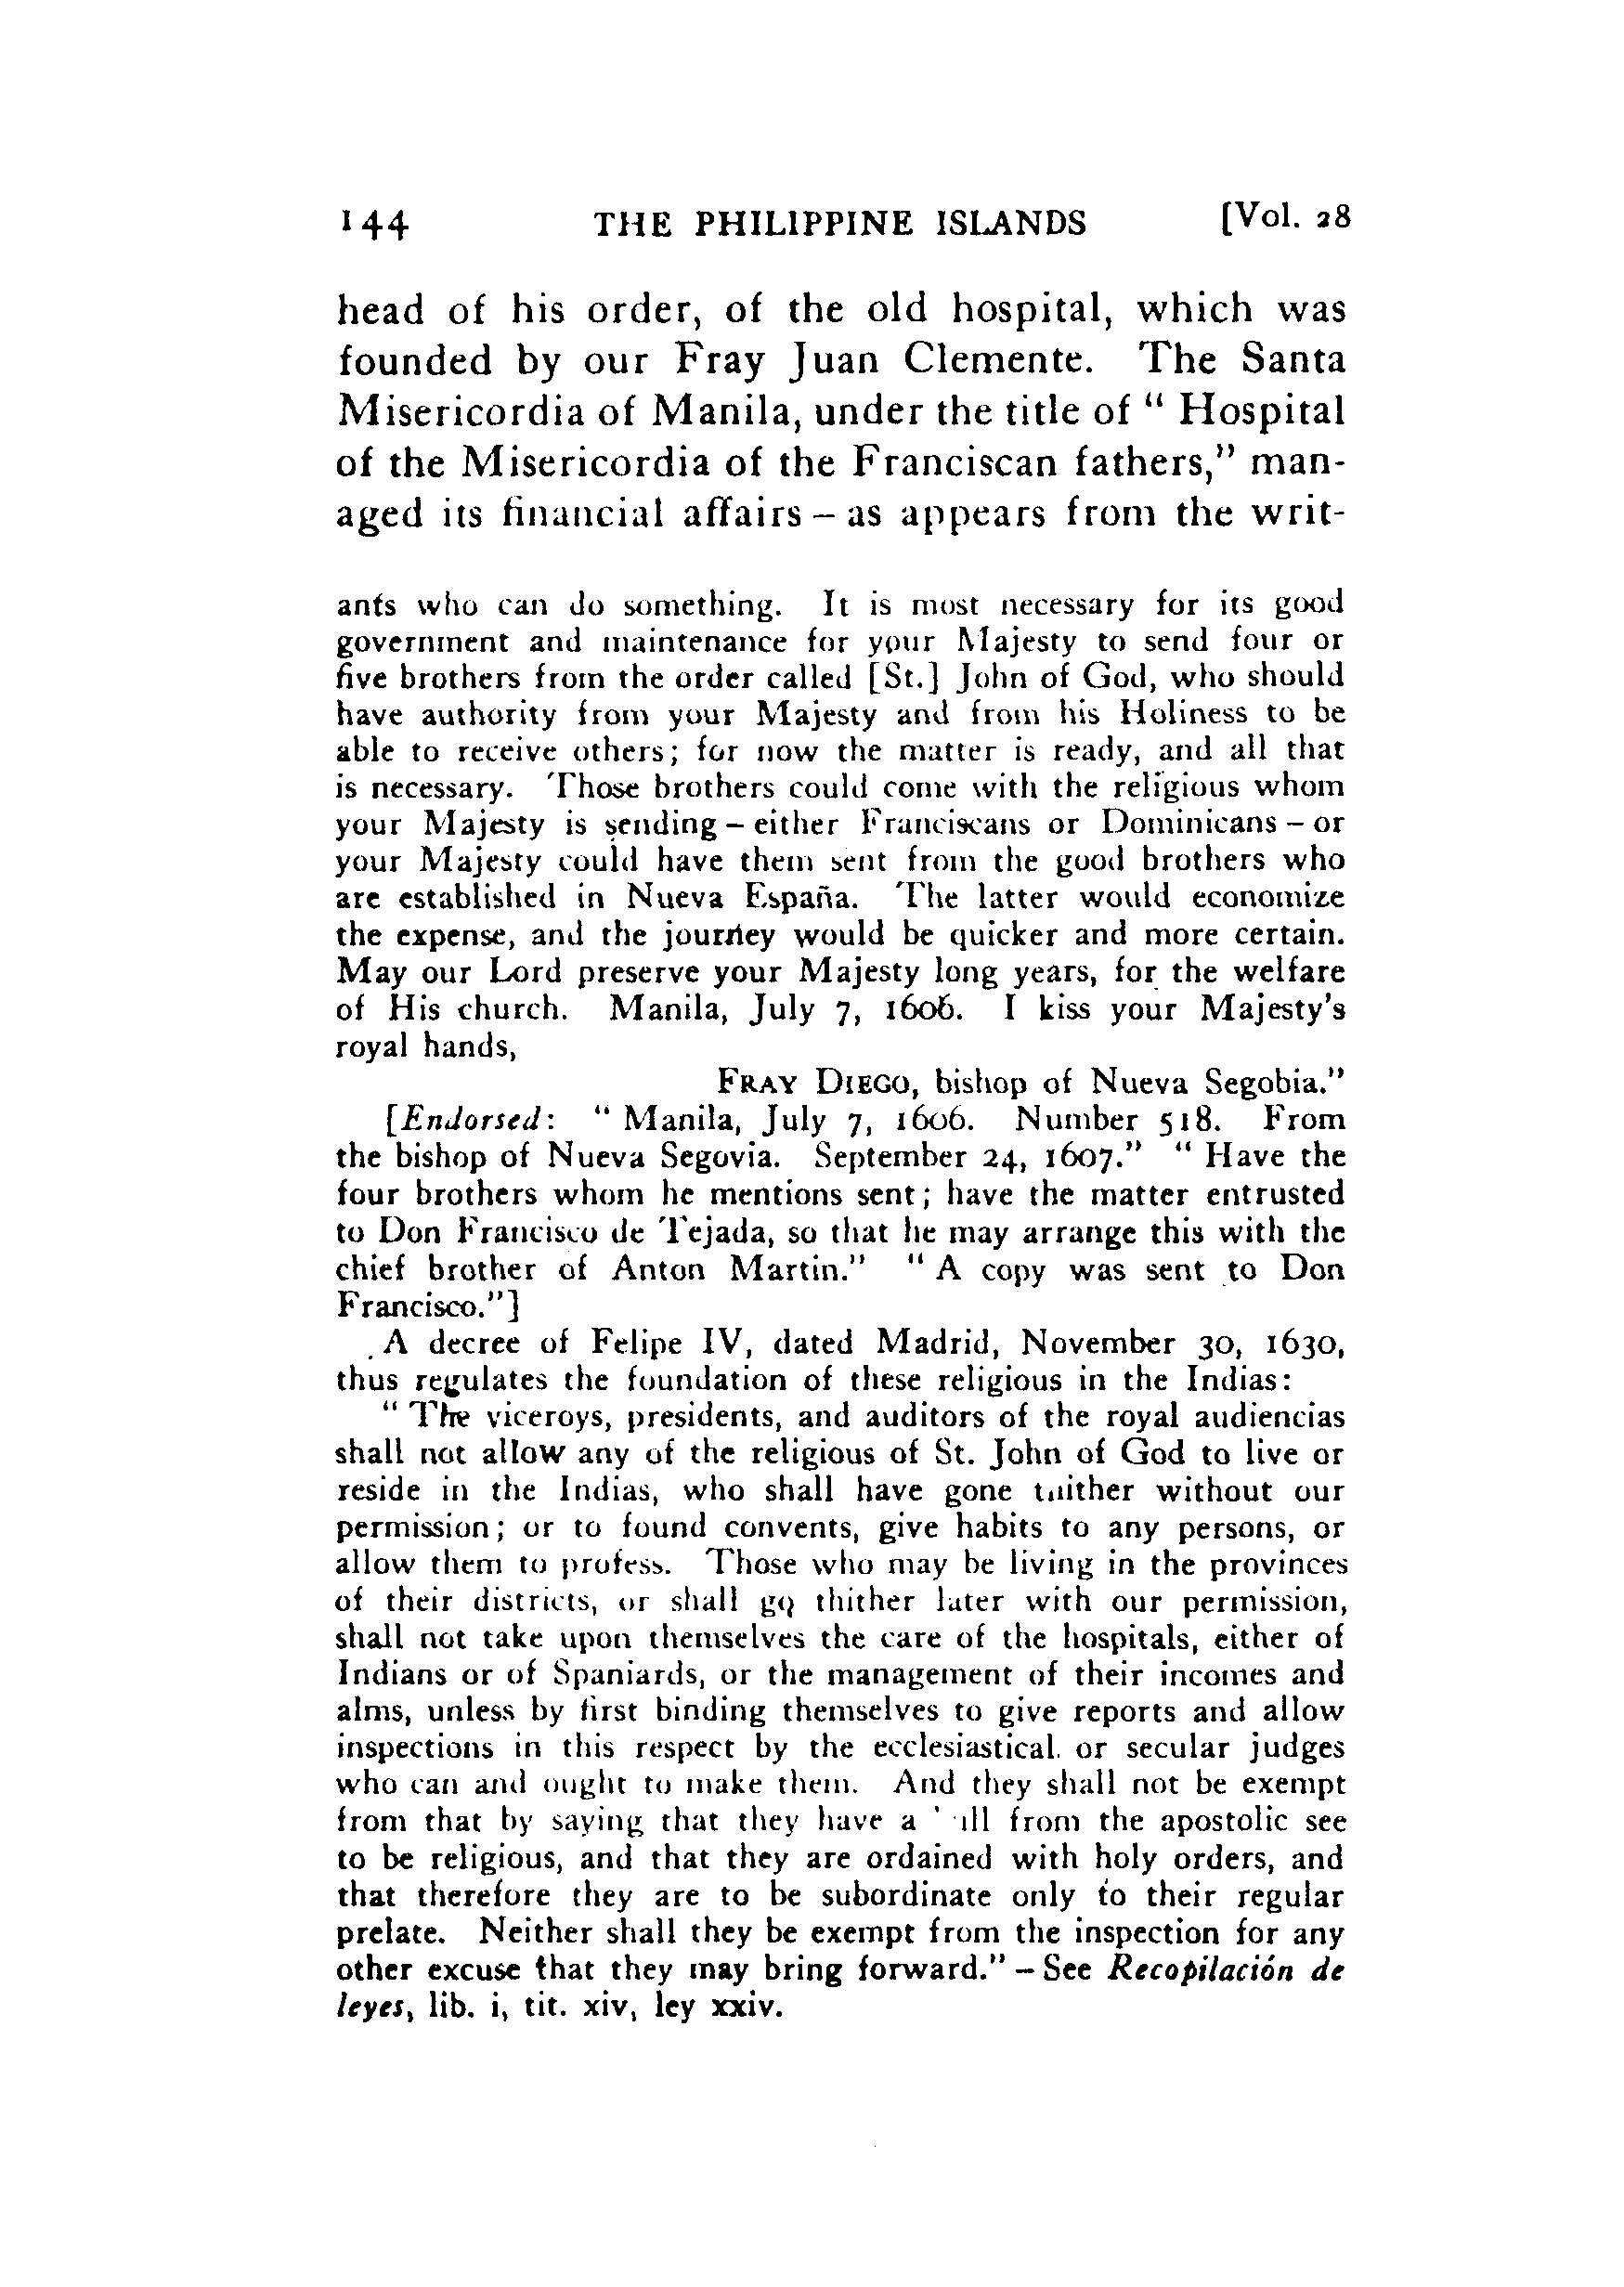 144 THE PHILIPPINE ISLANDS [Vol. 28
head of his order, of the old hospital, which was
founded by our Fray Juan Clemente. The Santa
Misericordia of Manila, under the title of “ Hospital
of the Misericordia of the Franciscan fathers,” man-
aged its financial affairs – as appears from the writ-
ants who can do something. It is most necessary for its good
government and maintenance for your Majesty to send four or
five brothers from the order called [St.] John of God, who should
have authority from your Majesty and from his Holiness to be
able to receive others; for now the matter is ready, and all that
is necessary. Those brothers could come with the religious whom
your Majesty is sending – either Franciscans or Dominicans – or
your Majesty could have them sent from the good brothers who
are established in Nueva España. The latter would economize
the expense, and the journey would be quicker and more certain.
May our Lord preserve your Majesty long years, for the welfare
of His church. Manila, July 7, 1606. I kiss your Majesty's
royal hands,
FRAY DIEGO, bishop of Nueva Segobia.”
[Endorsed: “ Manila, July 7, 1606. Number 518. From
the bishop of Nueva Segovia. September 24, 1607.” “ Have the
four brothers whom he mentions sent; have the matter entrusted
to Don Francisco de Tejada, so that he may arrange this with the
chief brother of Anton Martin.” “ A copy was sent to Don
Francisco.”]
A decree of Felipe IV, dated Madrid, November 30, 1630,
thus regulates the foundation of these religious in the Indias:
“ The viceroys, presidents, and auditors of the royal audiencias
shall not allow any of the religious of St. John of God to live or
reside in the Indias, who shall have gone thither without our
permission; or to found convents, give habits to any persons, or
allow them to profess. Those who may be living in the provinces
of their districts, or shall go thither later with our permission,
shall not take upon themselves the care of the hospitals, either of
Indians or of Spaniards, or the management of their incomes and
alms, unless by first binding themselves to give reports and allow
inspections in this respect by the ecclesiastical or secular judges
who can and ought to make them. And they shall not be exempt
from that by saying that they have a from the apostolic see
to be religious, and that they are ordained with holy orders, and
that therefore they are to be subordinate only to their regular
prelate. Neither shall they be exempt from the inspection for any
other excuse that they may bring forward.” – See Recopilación de
leyes, lib. i, tit. xiv, ley xxiv.